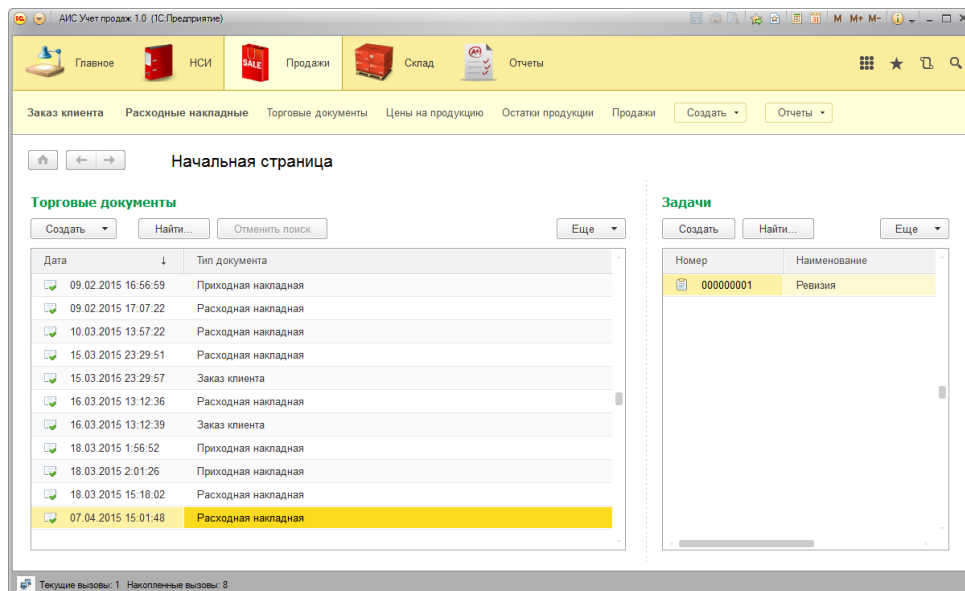 АИС Учет продаж 1.0 (1С:Предприятие) 31 M M+ M-
Главное НСИ SALE Продажи Склад A+ Отчеты
Заказ клиента Расходные накладные Торговые документы Цены на продукцию Остатки продукции Продажи Создать Отчеты
Начальная страница
Торговые документы Задачи
Создать Найти... Отменить поиск Еще Создать Найти... Еще
Дата ↓ Тип документа Номер Наименование
09.02.2015 16:56:59 Приходная накладная 000000001 Ревизия
09.02.2015 17:07:22 Расходная накладная
10.03.2015 13:57:22 Расходная накладная
15.03.2015 23:29:51 Расходная накладная
15.03.2015 23:29:57 Заказ клиента
16.03.2015 13:12:36 Расходная накладная
16.03.2015 13:12:39 Заказ клиента
18.03.2015 1:56:52 Приходная накладная
18.03.2015 2:01:26 Приходная накладная
18.03.2015 15:18:02 Расходная накладная
07.04.2015 15:01:48 Расходная накладная
Текущие вызовы: 1 Накопленные вызовы: 8